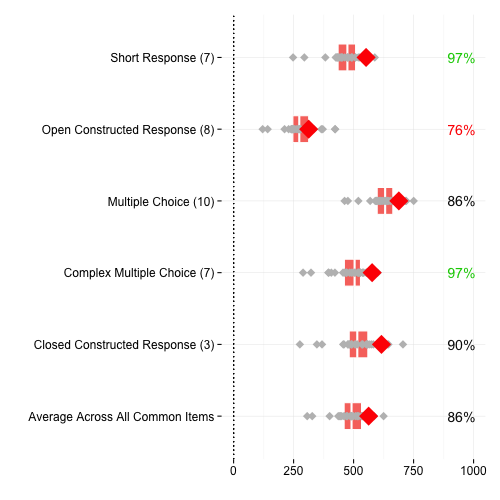 Short Response (7) 97%
Open Constructed Response (8) 76%
Multiple Choice (10) 86%
Complex Multiple Choice (7) 97%
Closed Constructed Response (3) 90%
Average Across All Common Items 86%
0 250 500 750 1000